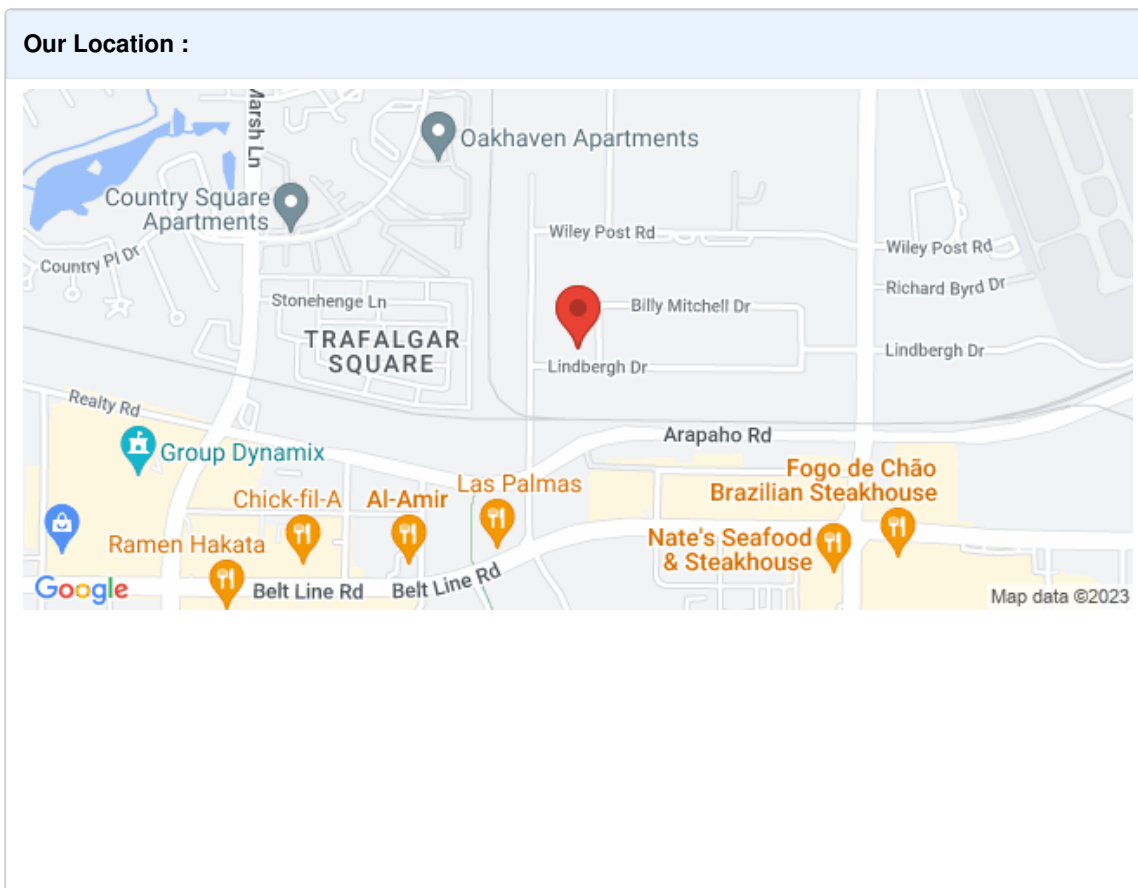 Our Location :
Marsh Ln
Oakhaven Apartments
Country Square
Apartments
Wiley Post Rd
Wiley Post Rd
Country Pl Dr
Richard Byrd Dr
Stonehenge Ln
Billy Mitchell Dr
TRAFALGAR
SQUARE
Lindbergh Dr
Lindbergh Dr
Realty Rd
Arapaho Rd
Group Dynamix
Fogo de Chão
Brazilian Steakhouse
Las Palmas
Chick-fil-A
Al-Amir
Nate's Seafood
& Steakhouse
Ramen Hakata
Belt Line Rd
Belt Line Rd
Google
Map data ©2023